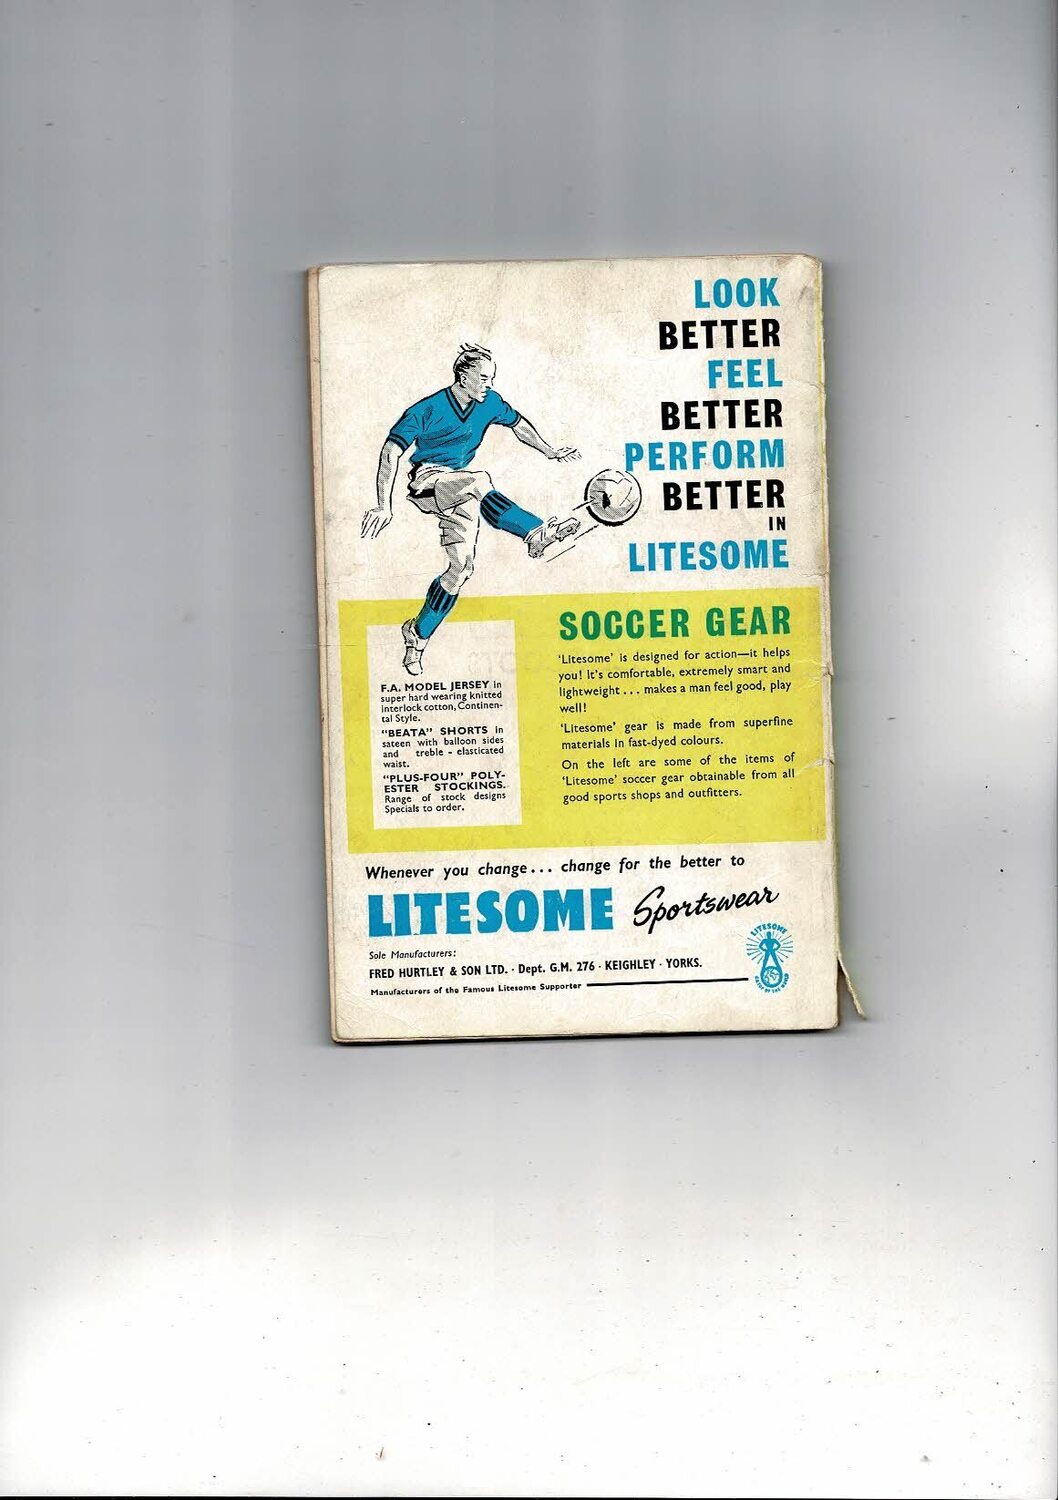 LOOK
BETTER
FEEL
BETTER
PERFORM
BETTER
IN
LITESOME
SOCCER GEAR
'Litesome' is designed for action—it helps
you! It's comfortable, extremely smart and
lightweight... makes a man feel good, play
well!
'Litesome' gear is made from superfine
materials in fast-dyed colours.
On the left are some of the items of
'Litesome' soccer gear obtainable from all
good sports shops and outfitters.
F.A. MODEL JERSEY in
super hard wearing knitted
interlock cotton, Continen-
tal Style.
"BEATA" SHORTS in
sateen with balloon sides
and treble - elasticated
waist.
"PLUS-FOUR" POLY-
ESTER STOCKINGS.
Range of stock designs
Specials to order.
Whenever you change... change for the better to
LITESOME Sportswear
Sole Manufacturers:
FRED HURTLEY & SON LTD. · Dept. G.M. 276 · KEIGHLEY · YORKS.
Manufacturers of the Famous Litesome Supporter
LITESOME
OF THE WORLD